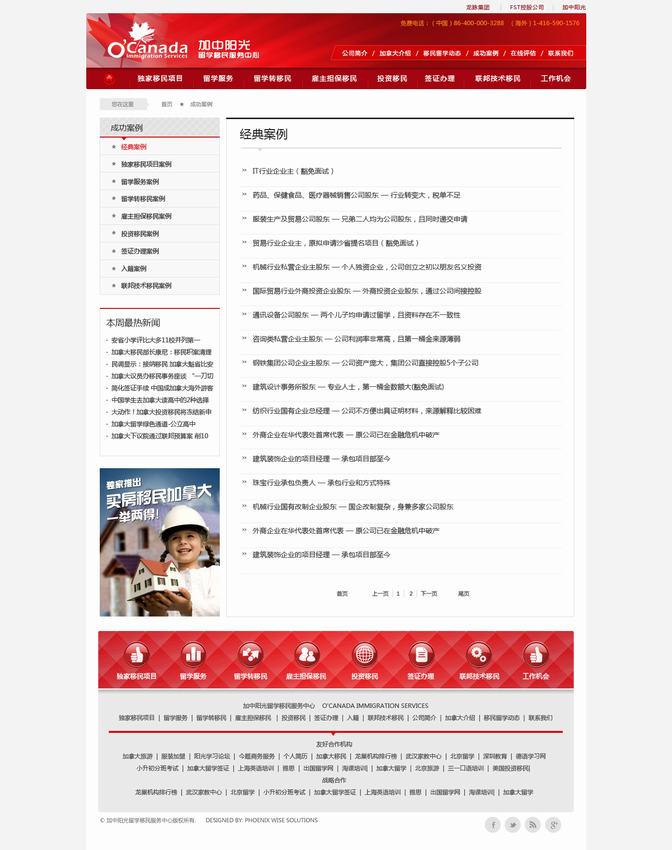 龙脉集团 | FST控股公司 | 加中阳光
免费电话：（中国）86-400-000-3288 （海外）1-416-590-1576
O'Canada
Immigration Services
加中阳光
留学移民服务中心
公司简介 / 加拿大介绍 / 移民留学动态 / 成功案例 / 在线评估 / 联系我们
独家移民项目 留学服务 留学转移民 雇主担保移民 投资移民 签证办理 联邦技术移民 工作机会
您在这里 首页 成功案例
成功案例
经典案例
独家移民项目案例
留学服务案例
留学转移民案例
雇主担保移民案例
投资移民案例
签证办理案例
入籍案例
联邦技术移民案例
本周最热新闻
安省小学评比大多11校并列第一
加拿大移民部长康尼：移民积案清理
民调显示：接纳移民 加拿大魁省比安
加拿大议员办移民事务座谈 “一刀切
简化签证手续 中国成加拿大海外游客
中国学生去加拿大读高中的2种选择
大动作！加拿大投资移民将冻结新申
加拿大留学绿色通道-公立高中
加拿大下议院通过联邦预算案 削10
独家推出
买房移民加拿大
一举两得！
经典案例
IT行业企业主（豁免面试）
药品、保健食品、医疗器械销售公司股东 — 行业转变大，税单不足
服装生产及贸易公司股东 — 兄弟二人均为公司股东，且同时递交申请
贸易行业企业主，原拟申请沙省提名项目（豁免面试）
机械行业私营企业主股东 — 个人独资企业，公司创立之初以朋友名义投资
国际贸易行业外商投资企业股东 — 外商投资企业股东，通过公司间接控股
通讯设备公司股东 — 两个儿子均申请过留学，且资料存在不一致性
咨询类私营企业主股东 — 公司利润率非常高，且第一桶金来源薄弱
钢铁集团公司企业主股东 — 公司资产庞大，集团公司直接控股5个子公司
建筑设计事务所股东 — 专业人士，第一桶金数额大(豁免面试)
纺织行业国有企业总经理 — 公司不方便出具证明材料，来源解释比较困难
外商企业在华代表处首席代表 — 原公司已在金融危机中破产
建筑装饰企业的项目经理 — 承包项目部至今
珠宝行业承包负责人 — 承包行业和方式特殊
机械行业国有改制企业股东 — 国企改制复杂，身兼多家公司股东
外商企业在华代表处首席代表 — 原公司已在金融危机中破产
建筑装饰企业的项目经理 — 承包项目部至今
首页 上一页 | 1 | 2 | 下一页 尾页
独家移民项目 留学服务 留学转移民 雇主担保移民 投资移民 签证办理 联邦技术移民 工作机会
加中阳光留学移民服务中心 O'CANADA IMMIGRATION SERVICES
独家移民项目 | 留学服务 | 留学转移民 | 雇主担保移民 | 投资移民 | 签证办理 | 入籍 | 联邦技术移民 | 公司简介 | 加拿大介绍 | 移民留学动态 | 联系我们
友好合作机构
加拿大旅游 | 服装加盟 | 阳光学习论坛 | 今题商务服务 | 个人简历 | 加拿大移民 | 龙巢机构排行榜 | 武汉家教中心 | 北京留学 | 深圳教育 | 德语学习网
小升初分班考试 | 加拿大留学签证 | 上海英语培训 | 雅思 | 出国留学网 | 淘课培训 | 加拿大留学 | 北京旅游 | 三一口语培训 | 美国投资移民
战略合作
龙巢机构排行榜 | 武汉家教中心 | 北京留学 | 小升初分班考试 | 加拿大留学签证 | 上海英语培训 | 雅思 | 出国留学网 | 淘课培训 | 加拿大留学
© 加中阳光留学移民服务中心版权所有. DESIGNED BY: PHOENIX WISE SOLUTIONS